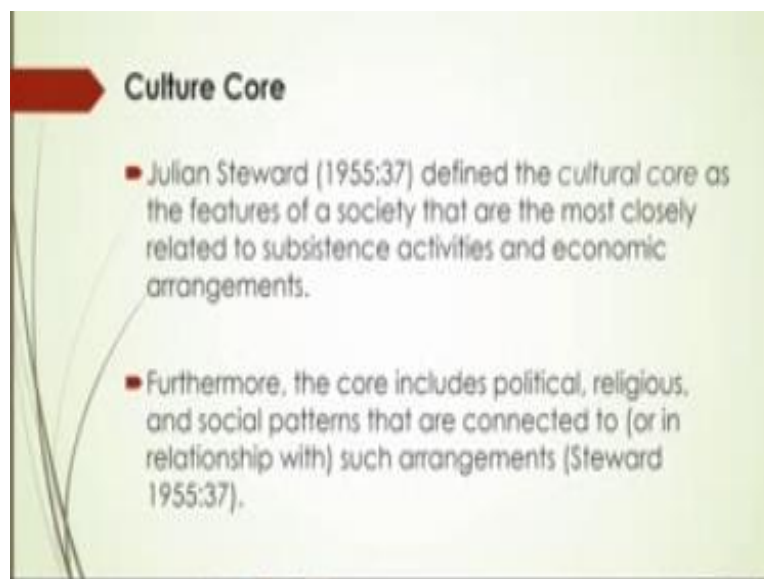 Culture Core
Julian Steward (1955:37) defined the cultural core as
the features of a society that are the most closely
related to subsistence activities and economic
arrangements.
Furthermore, the core includes political, religious,
and social patterns that are connected to (or in
relationship with) such arrangements (Steward
1955:37).